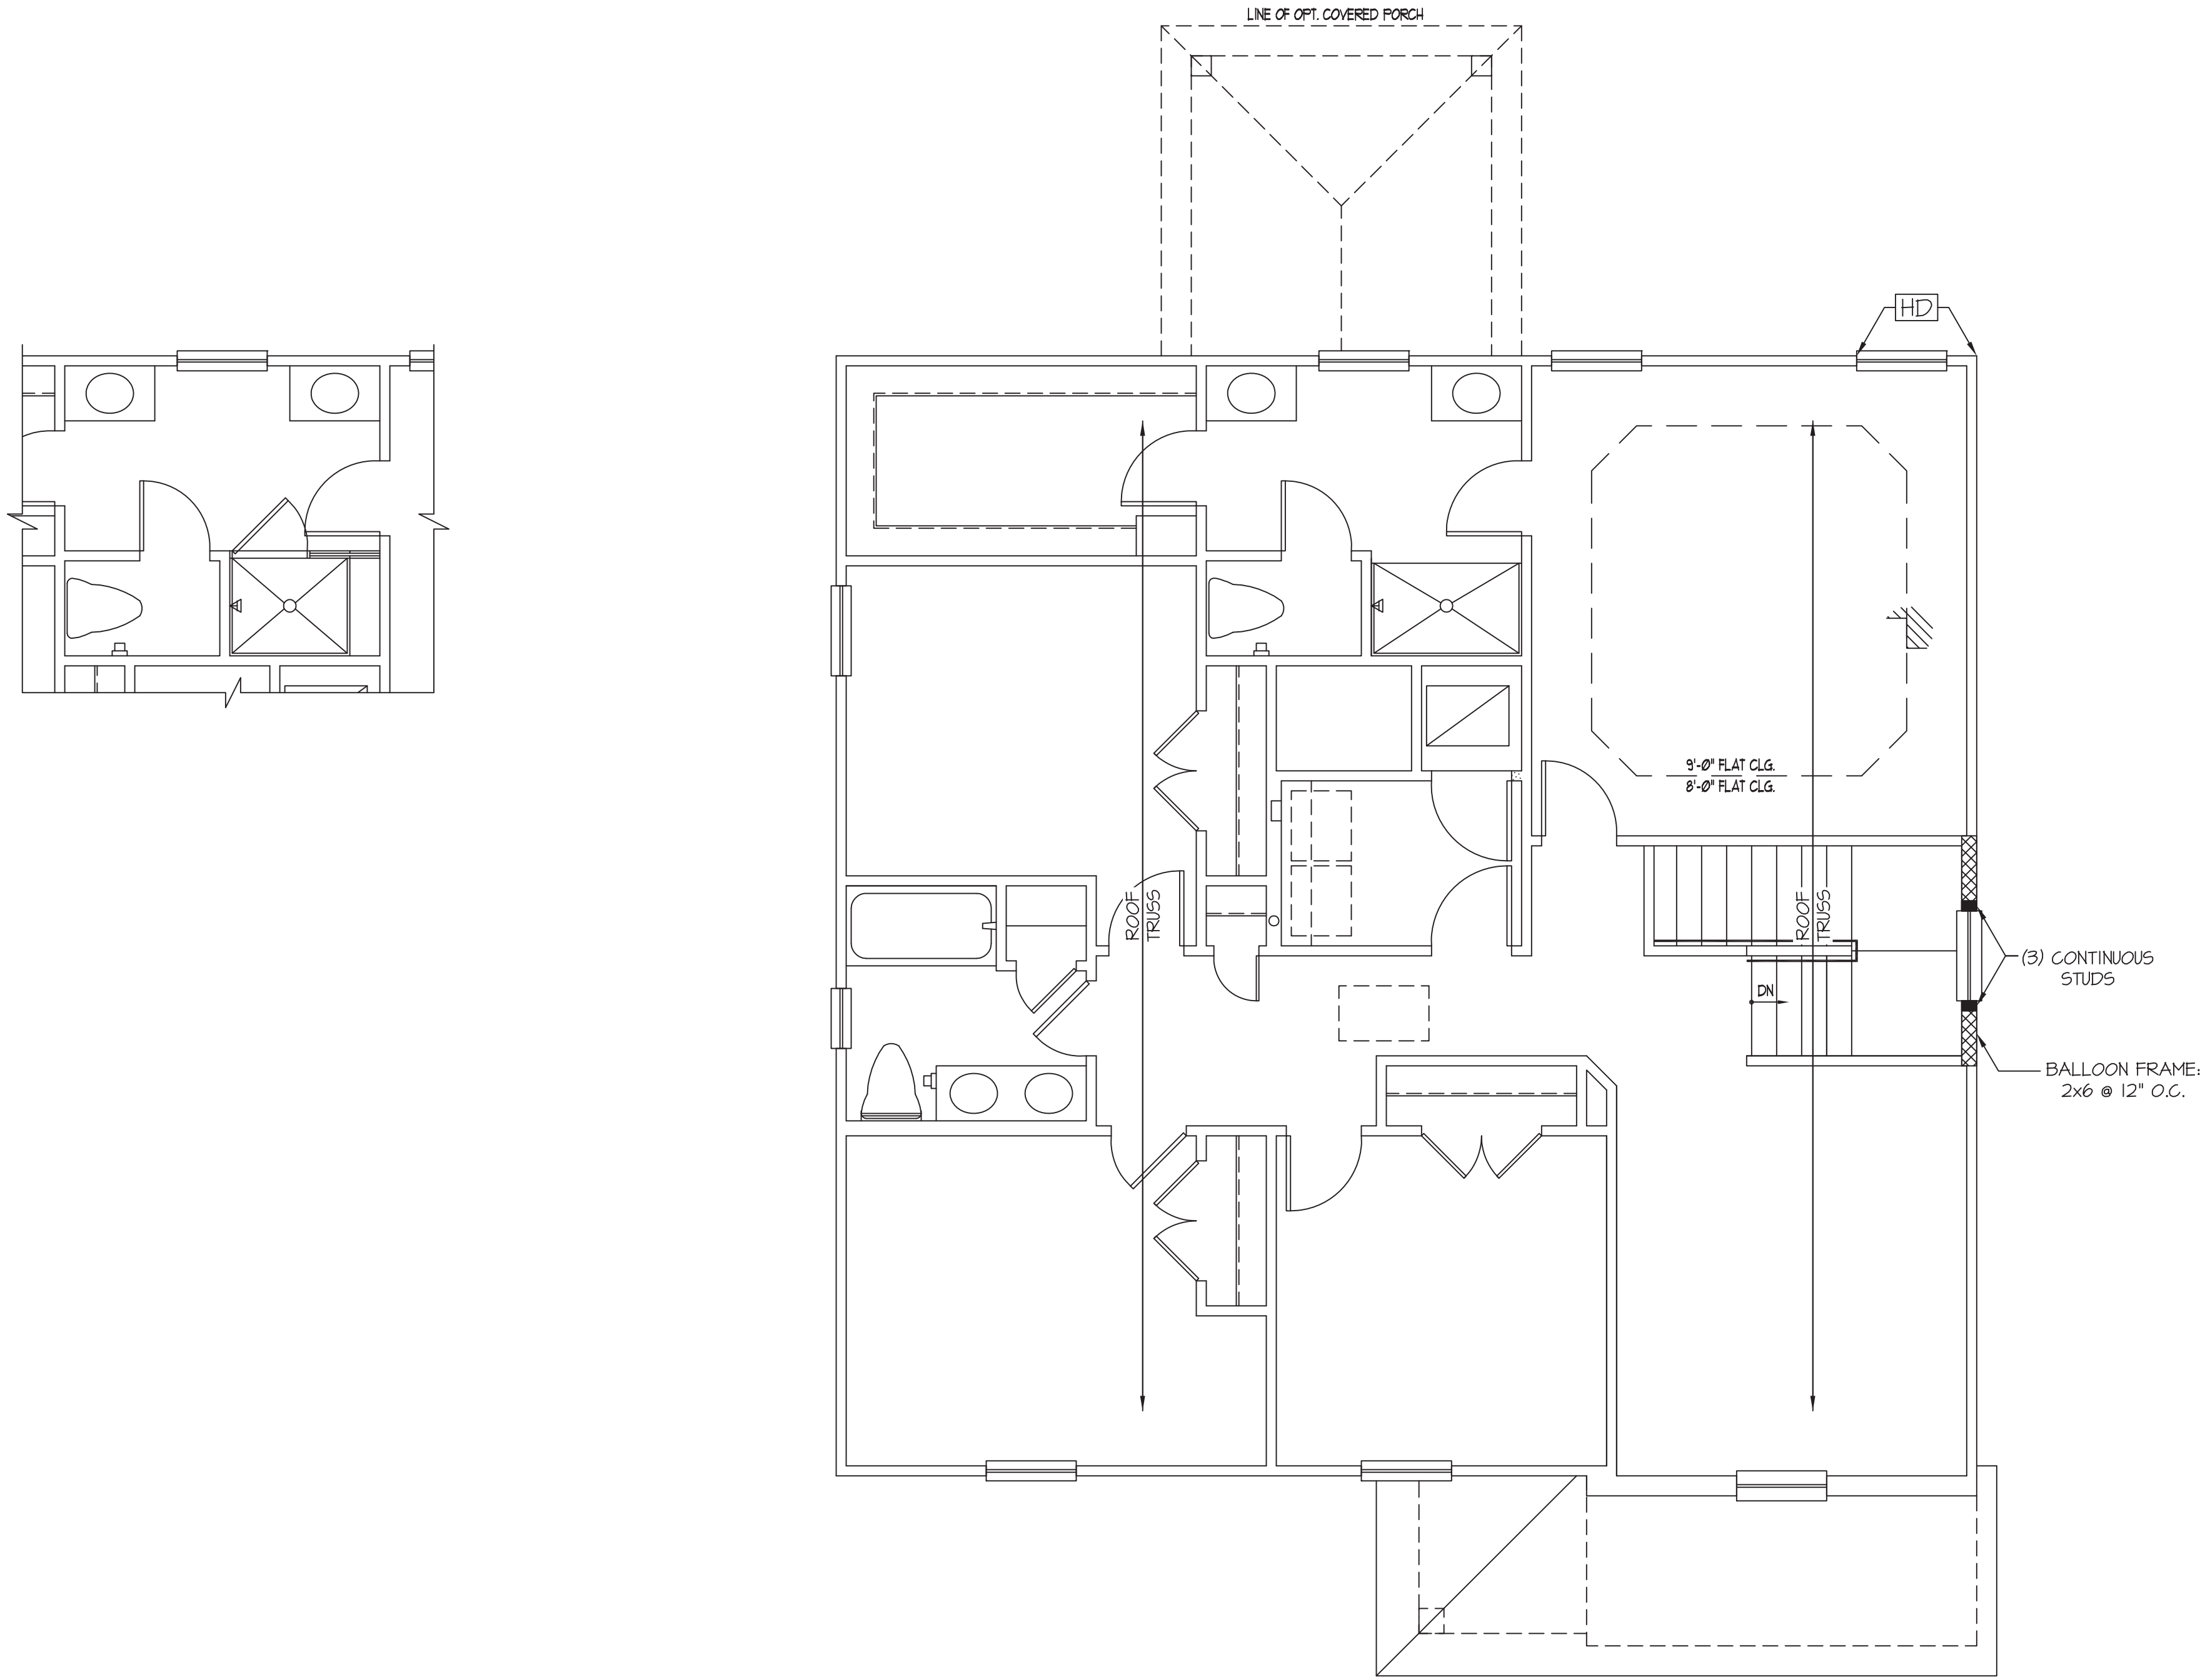 LINE OF OPT. COVERED PORCH
HD
9'-0" FLAT CLG.
8'-0" FLAT CLG.
ROOF
TRUSS
ROOF
TRUSS
(3) CONTINUOUS
STUDS
DN
BALLOON FRAME:
2x6 @ 12" O.C.